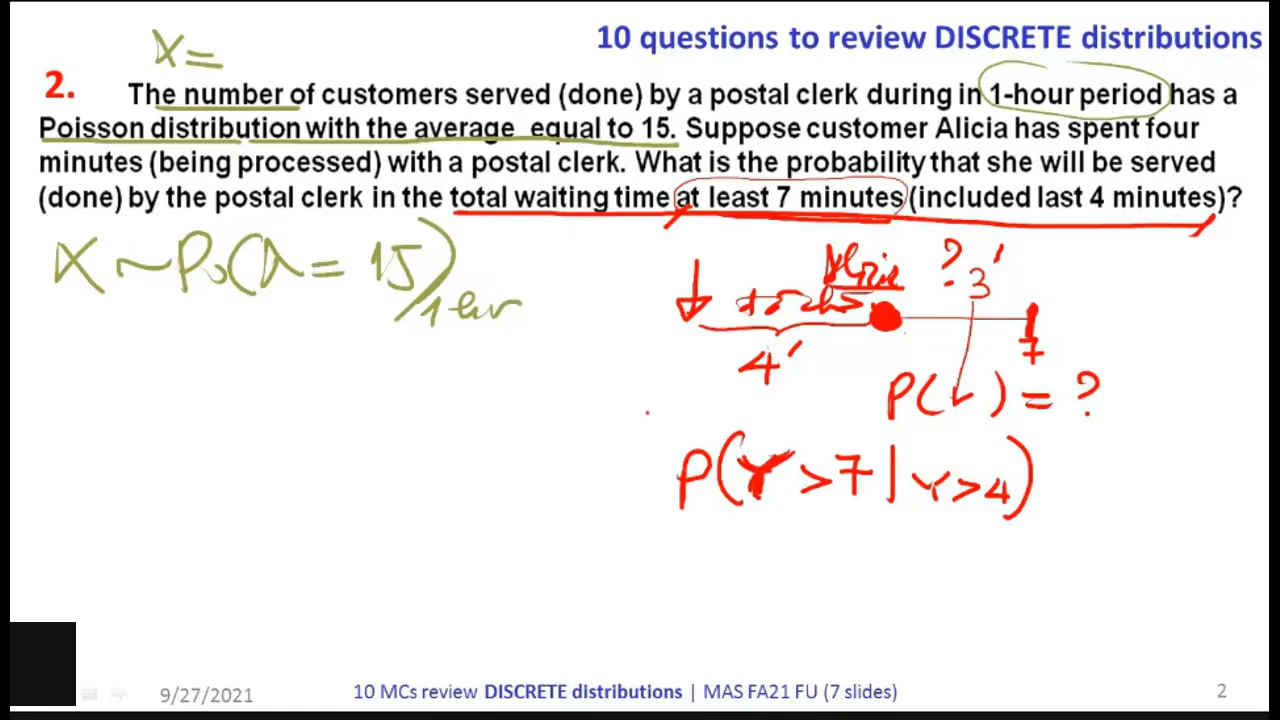 10 questions to review DISCRETE distributions
X =
2. The number of customers served (done) by a postal clerk during in 1-hour period has a
Poisson distribution with the average equal to 15. Suppose customer Alicia has spent four
minutes (being processed) with a postal clerk. What is the probability that she will be served
(done) by the postal clerk in the total waiting time at least 7 minutes (included last 4 minutes)?
X ~ Po(λ = 15)
? 3'
4'
7
P( ) = ?
P(Y > 7 | Y > 4)
9/27/2021
10 MCs review DISCRETE distributions | MAS FA21 FU (7 slides)
2